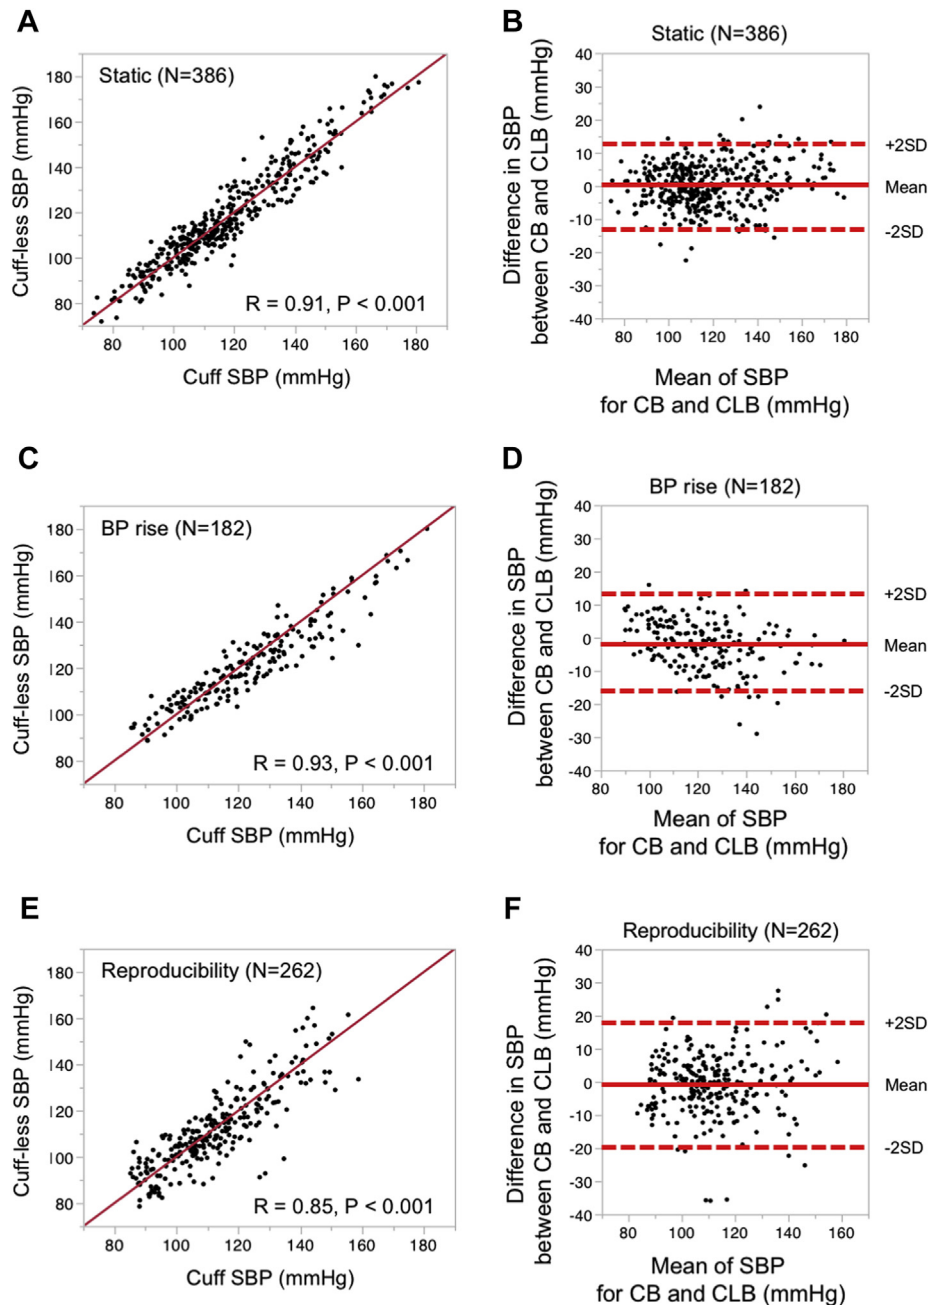 A
Static (N=386)
Cuff-less SBP (mmHg)
180
160
140
120
100
80
R = 0.91, P < 0.001
80 100 120 140 160 180
Cuff SBP (mmHg)
B
Static (N=386)
Difference in SBP
between CB and CLB (mmHg)
40
30
20
10
0
-10
-20
-30
-40
+2SD
Mean
-2SD
80 100 120 140 160 180
Mean of SBP
for CB and CLB (mmHg)
C
BP rise (N=182)
Cuff-less SBP (mmHg)
180
160
140
120
100
80
R = 0.93, P < 0.001
80 100 120 140 160 180
Cuff SBP (mmHg)
D
BP rise (N=182)
Difference in SBP
between CB and CLB (mmHg)
40
30
20
10
0
-10
-20
-30
-40
+2SD
Mean
-2SD
80 100 120 140 160 180
Mean of SBP
for CB and CLB (mmHg)
E
Reproducibility (N=262)
Cuff-less SBP (mmHg)
180
160
140
120
100
80
R = 0.85, P < 0.001
80 100 120 140 160 180
Cuff SBP (mmHg)
F
Reproducibility (N=262)
Difference in SBP
between CB and CLB (mmHg)
40
30
20
10
0
-10
-20
-30
-40
+2SD
Mean
-2SD
80 100 120 140 160
Mean of SBP
for CB and CLB (mmHg)